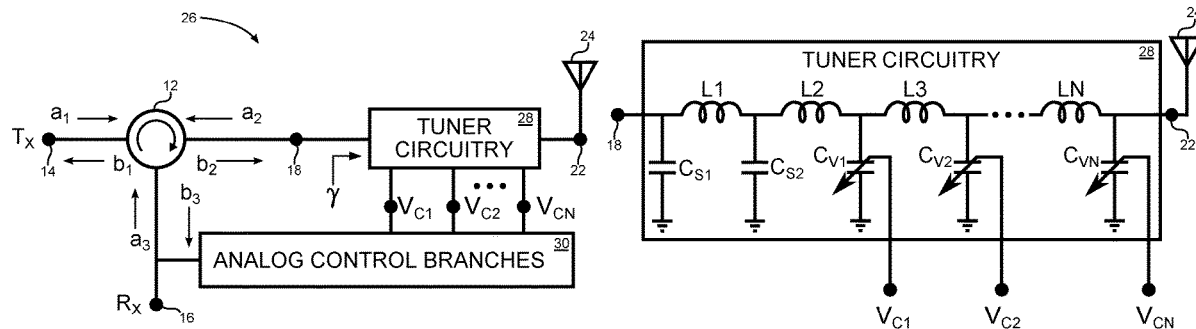 26
24
12
a1
a2
TX
14
b1
b2
18
TUNER
CIRCUITRY
28
22
γ
b3
a3
VC1
VC2
VCN
ANALOG CONTROL BRANCHES
30
RX
16
TUNER CIRCUITRY
28
24
L1
L2
L3
LN
18
22
CS1
CS2
CV1
CV2
CVN
VC1
VC2
VCN